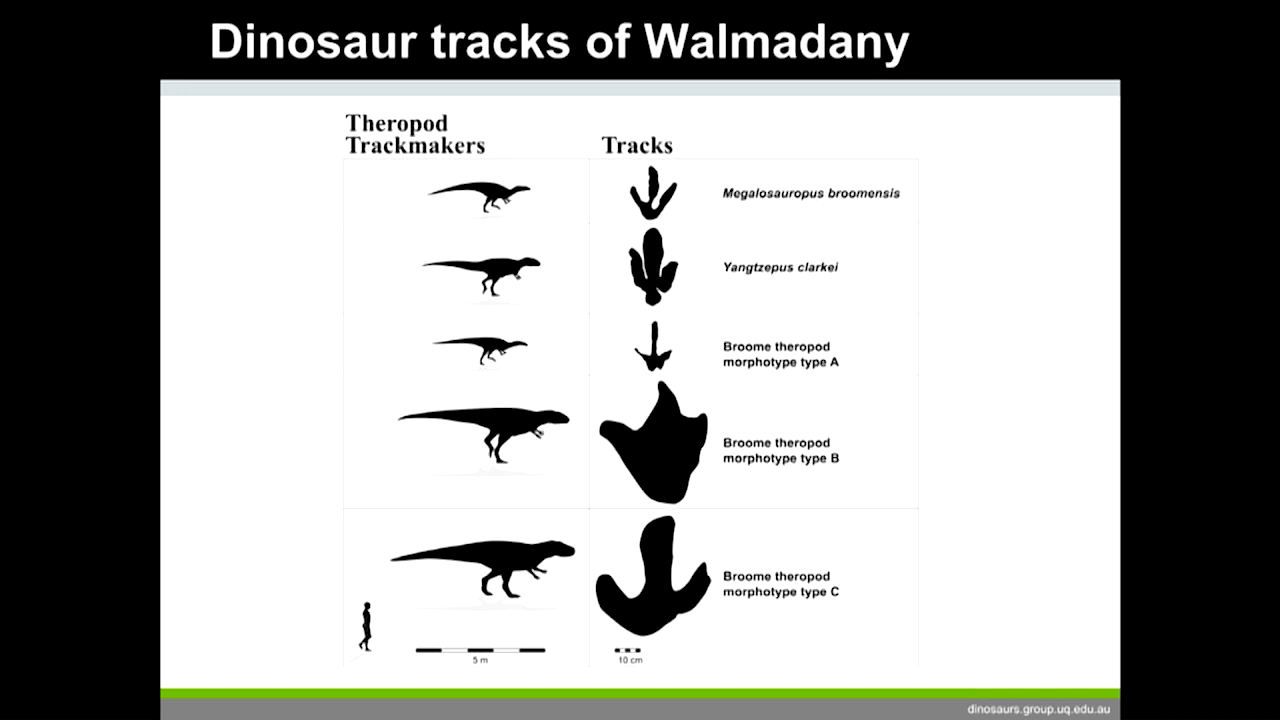 Dinosaur tracks of Walmadany
Theropod
Trackmakers
Tracks
Megalosauropus broomensis
Yangtzepus clarkei
Broome theropod
morphotype type A
Broome theropod
morphotype type B
Broome theropod
morphotype type C
5 m
10 cm
dinosaurs.group.uq.edu.au